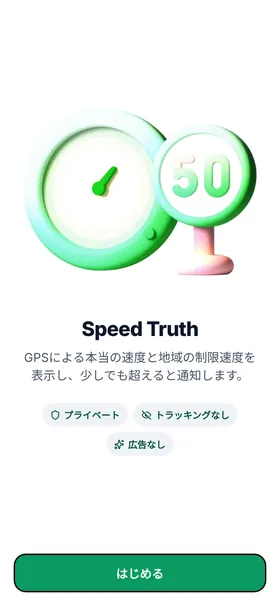 50
Speed Truth
GPSによる本当の速度と地域の制限速度を
表示し、少しでも超えると通知します。
プライベート
トラッキングなし
広告なし
はじめる